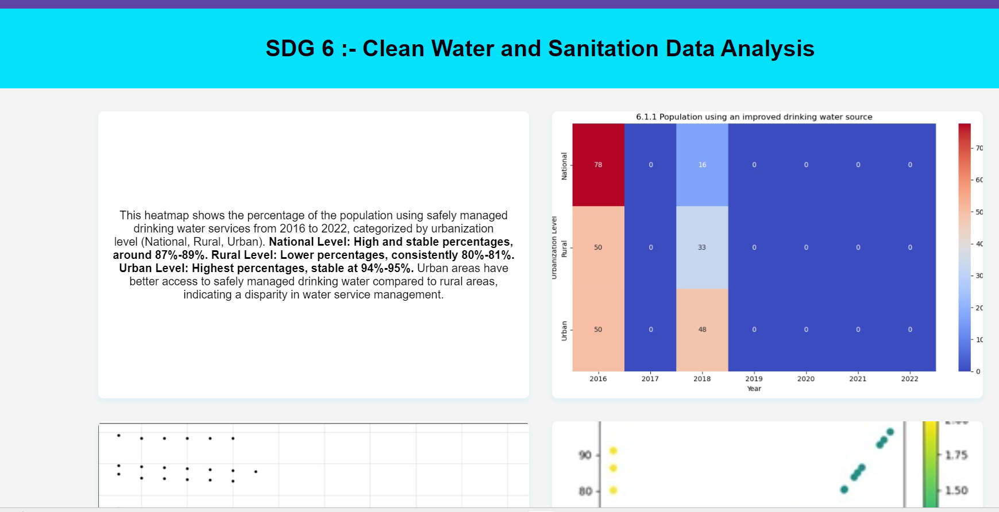 SDG 6 :- Clean Water and Sanitation Data Analysis
This heatmap shows the percentage of the population using safely managed
drinking water services from 2016 to 2022, categorized by urbanization
level (National, Rural, Urban). National Level: High and stable percentages,
around 87%-89%. Rural Level: Lower percentages, consistently 80%-81%.
Urban Level: Highest percentages, stable at 94%-95%. Urban areas have
better access to safely managed drinking water compared to rural areas,
indicating a disparity in water service management.
6.1.1 Population using an improved drinking water source
Urbanization Level
National
78 0 16 0 0 0 0
Rural
50 0 33 0 0 0 0
Urban
50 0 48 0 0 0 0
2016 2017 2018 2019 2020 2021 2022
Year
70
60
50
40
30
20
10
0
90
80
1.75
1.50